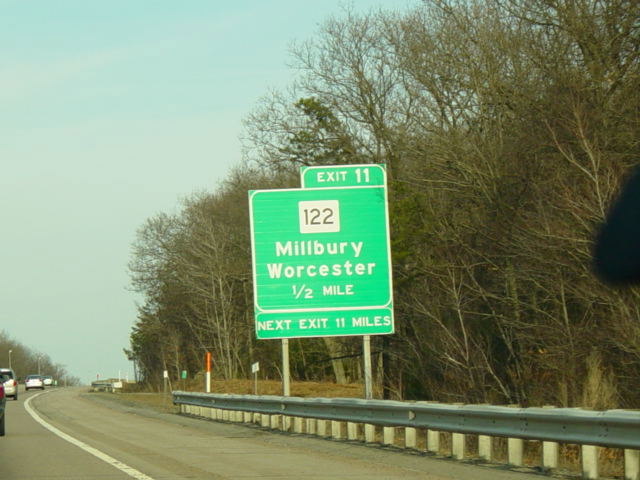 EXIT 11
122
Millbury
Worcester
1/2 MILE
NEXT EXIT 11 MILES